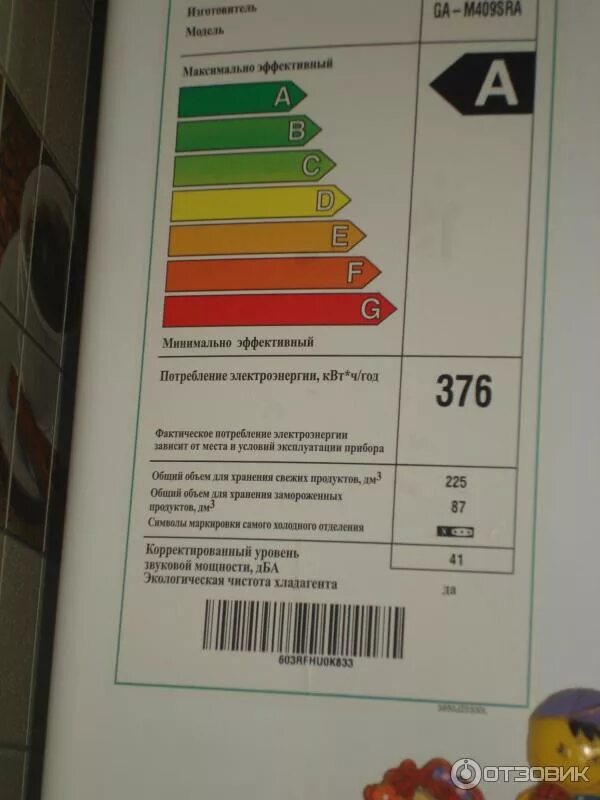 Изготовитель
Модель
GA-M409SRA
Максимально эффективный
A
A
B
C
D
E
F
G
Минимально эффективный
Потребление электроэнергии, кВт*ч/год
376
Фактическое потребление электроэнергии
зависит от места и условий эксплуатации прибора
Общий объем для хранения свежих продуктов, дм3
225
Общий объем для хранения замороженных
продуктов, дм3
87
Символы маркировки самого холодного отделения
Корректированный уровень
звуковой мощности, дБА
41
Экологическая чистота хладагента
да
603RFHU0K833
ОТЗОВИК